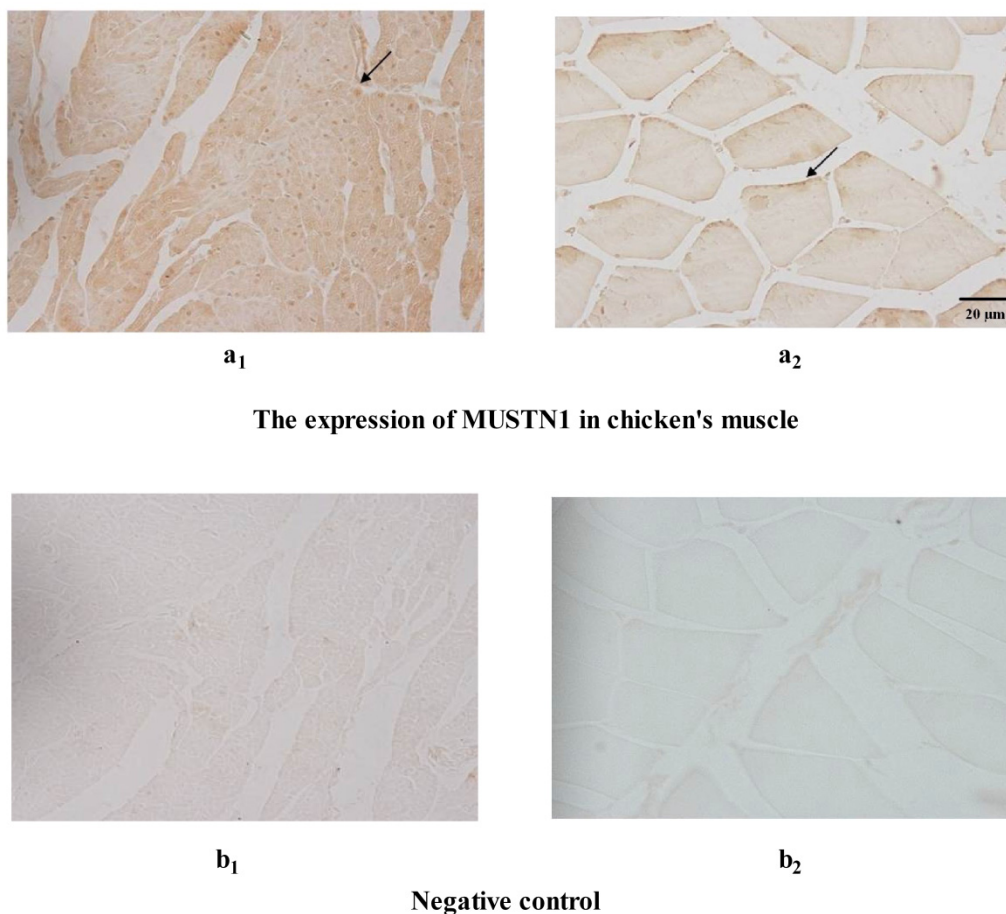 20 μm
a₁ a₂
The expression of MUSTN1 in chicken's muscle
b₁ b₂
Negative control